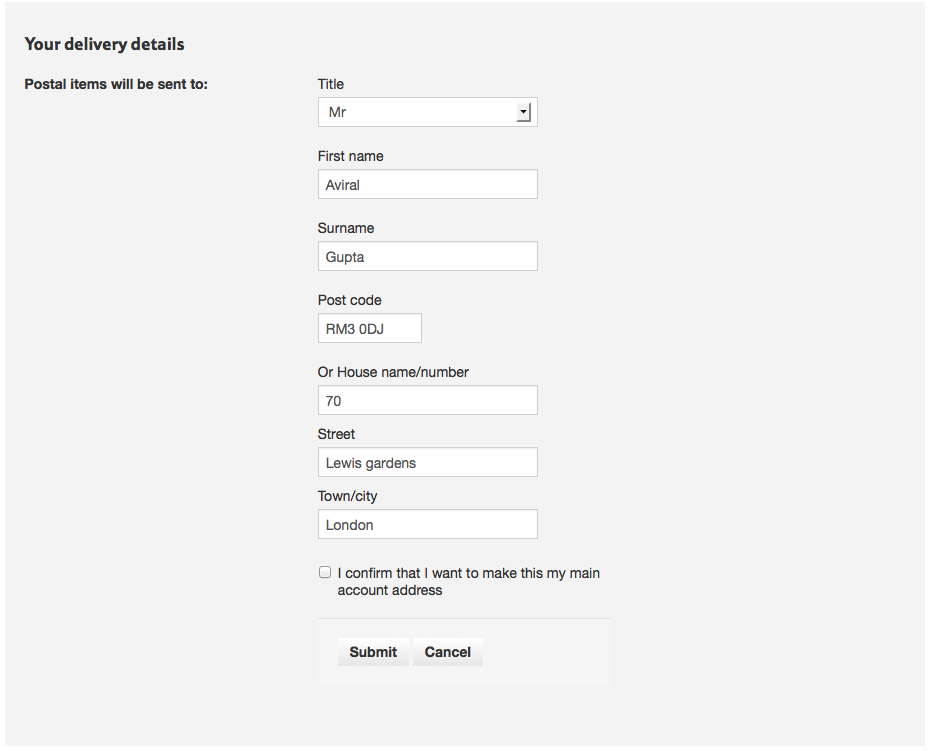 Your delivery details
Postal items will be sent to:
Title
Mr
First name
Aviral
Surname
Gupta
Post code
RM3 0DJ
Or House name/number
70
Street
Lewis gardens
Town/city
London
I confirm that I want to make this my main
account address
Submit Cancel